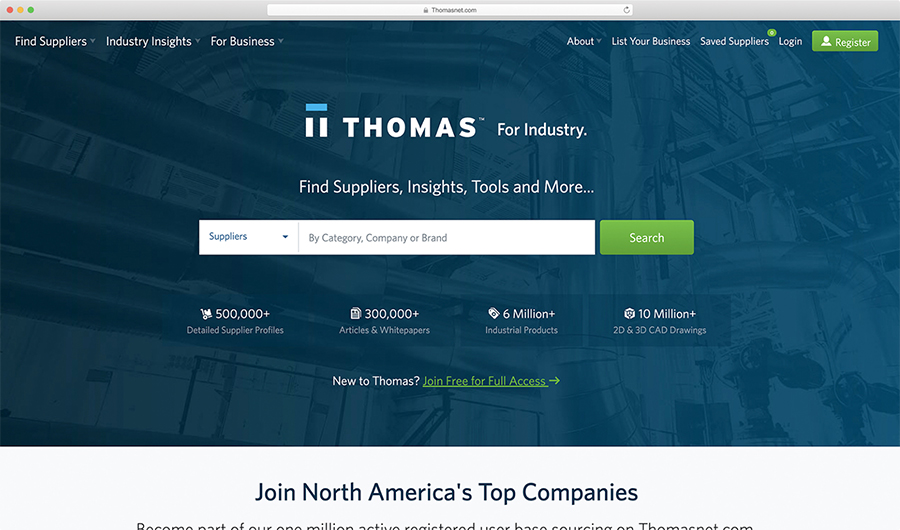 Thomasnet.com
Find Suppliers Industry Insights For Business About List Your Business Saved Suppliers 0 Login Register
THOMAS™ For Industry.
Find Suppliers, Insights, Tools and More...
Suppliers By Category, Company or Brand Search
500,000+ 300,000+ 6 Million+ 10 Million+
Detailed Supplier Profiles Articles & Whitepapers Industrial Products 2D & 3D CAD Drawings
New to Thomas? Join Free for Full Access →
Join North America's Top Companies
Become part of our one million active registered user base sourcing on Thomasnet.com